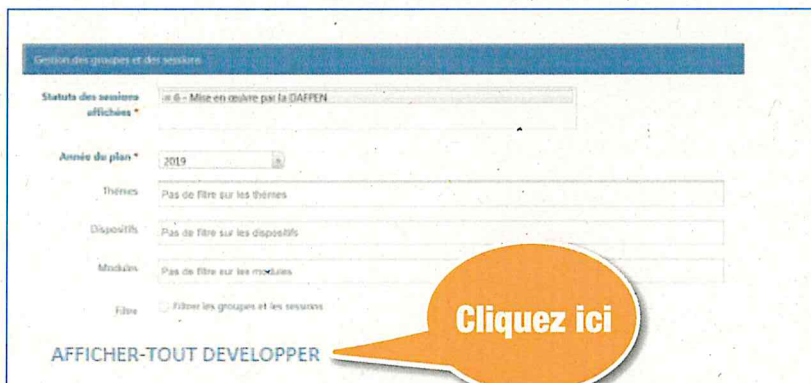 Gestion des groupes et des sessions
Statuts des sessions affichées *
6 - Mise en œuvre par la DAFPEN
Année du plan *
2019
Thèmes
Pas de filtre sur les thèmes
Dispositifs
Pas de filtre sur les dispositifs
Modules
Pas de filtre sur les modules
Filtre
Filtrer les groupes et les sessions
Cliquez ici
AFFICHER-TOUT DEVELOPPER